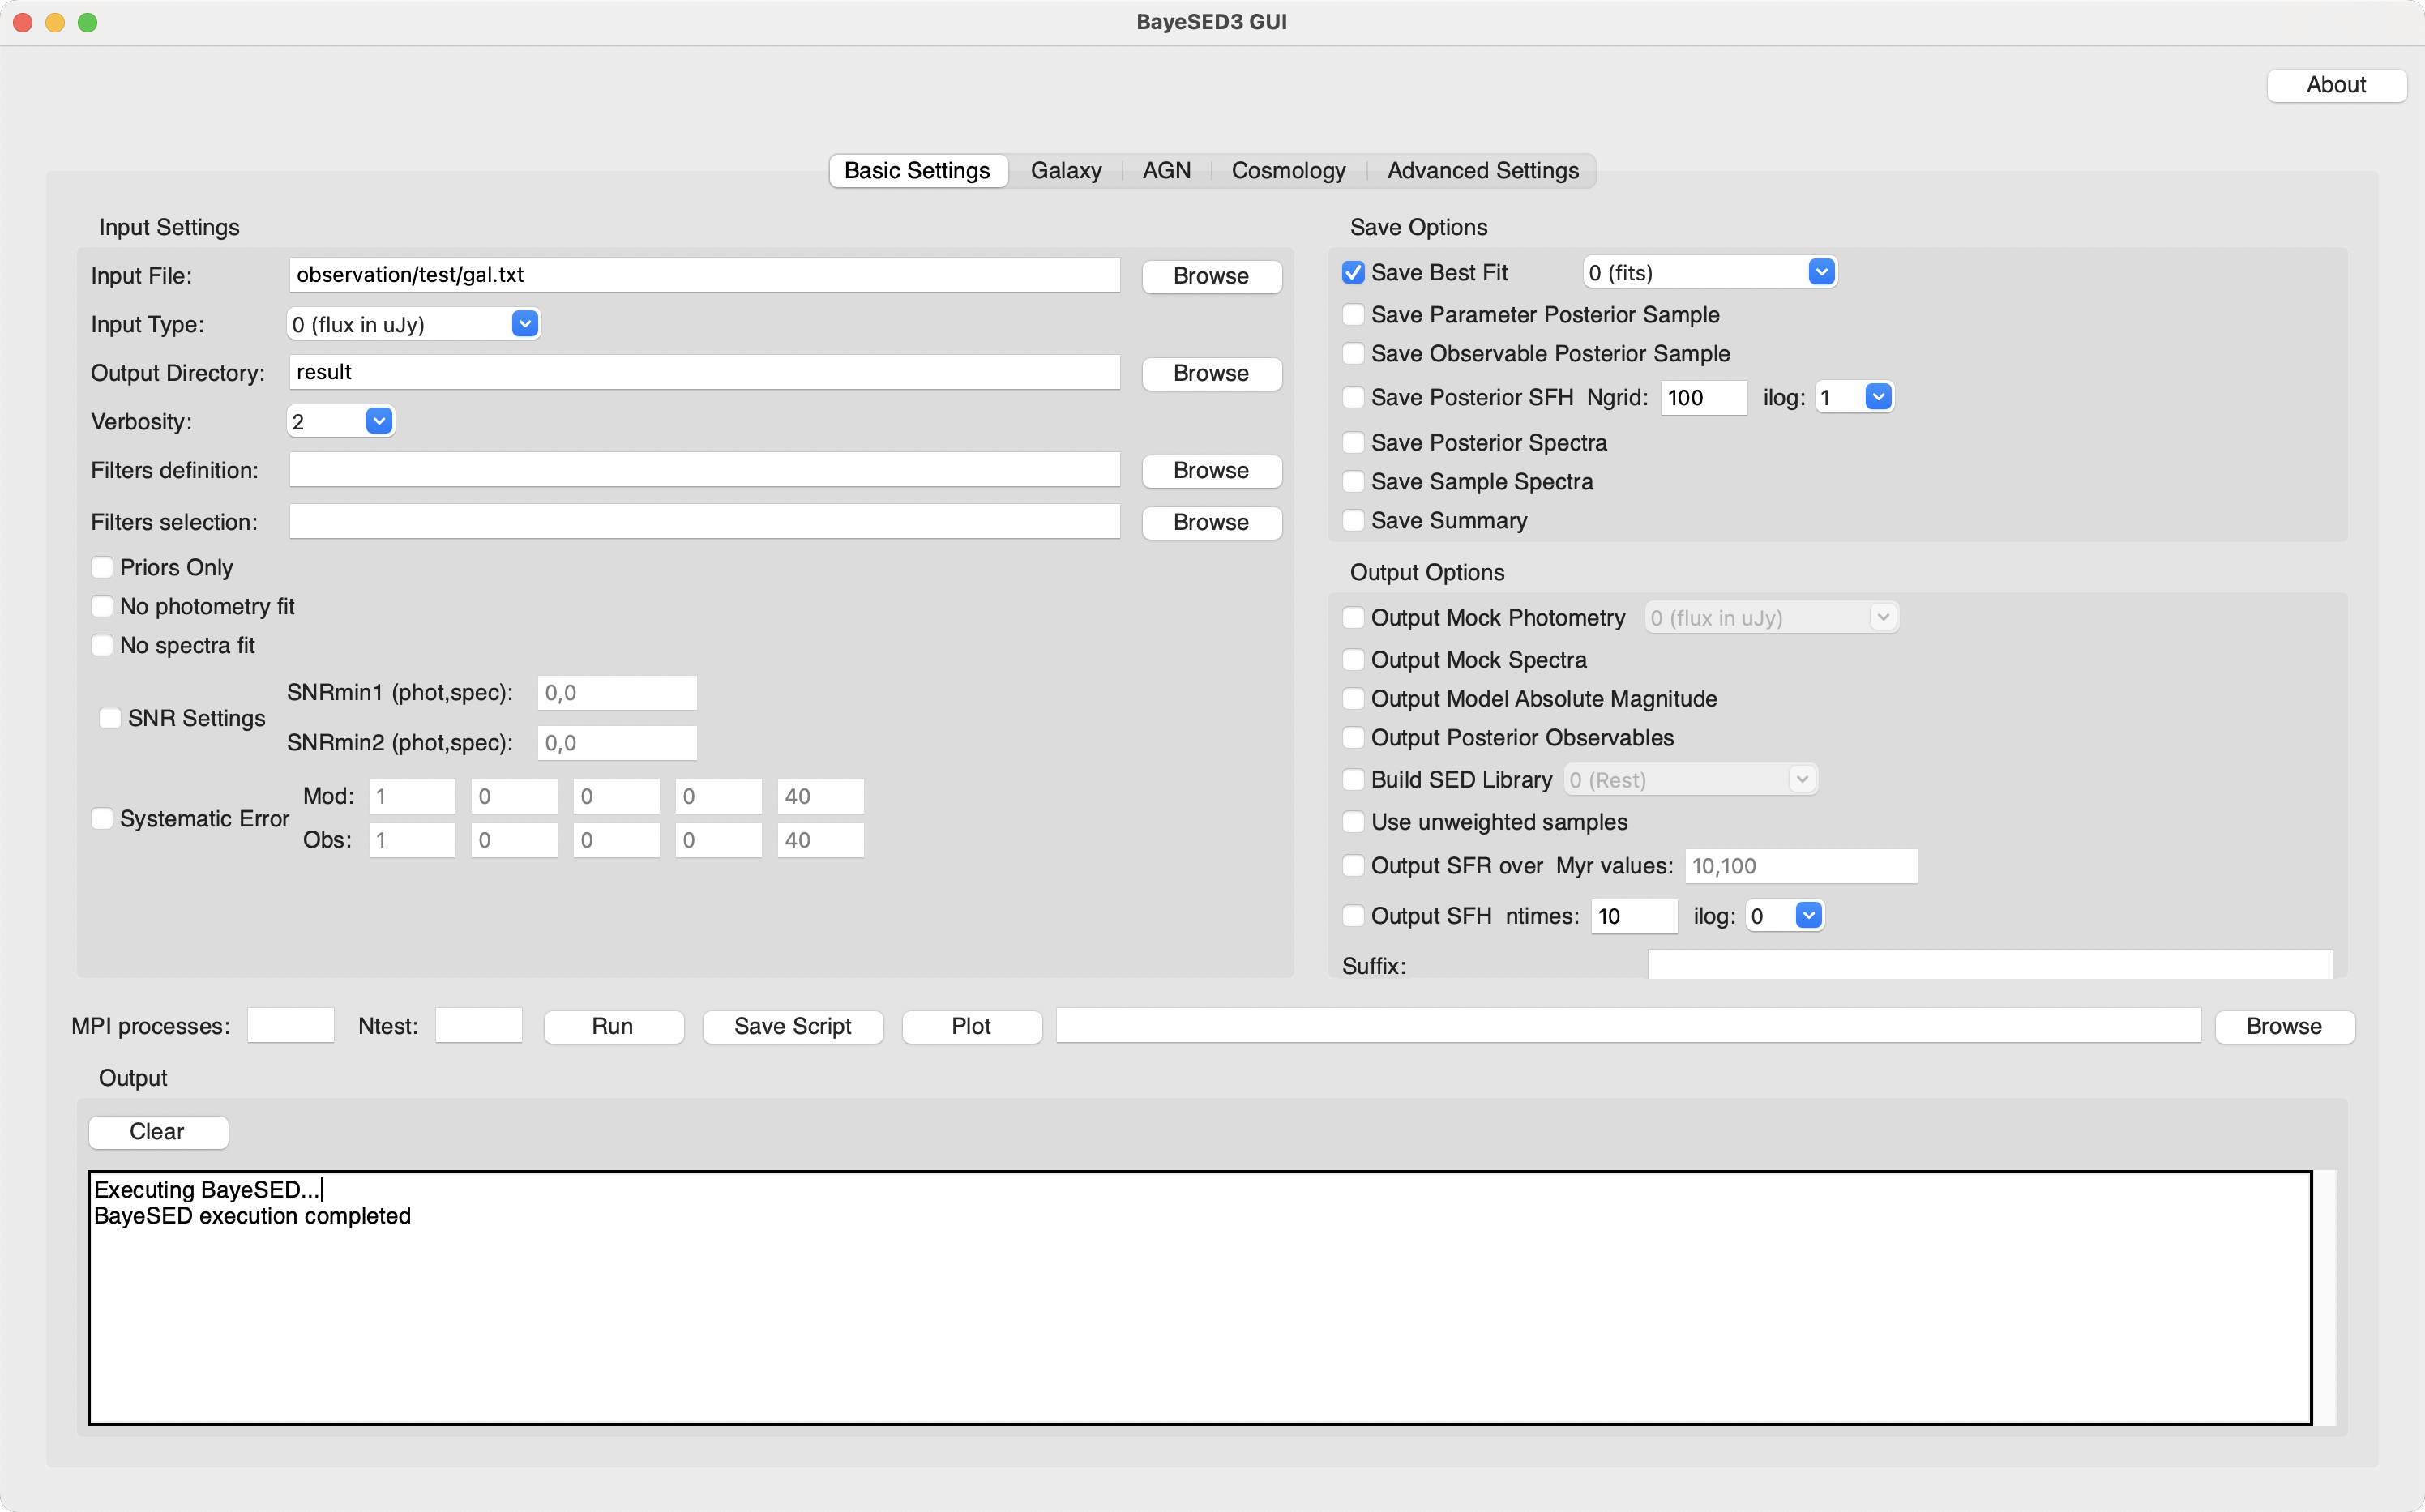 BayeSED3 GUI
About
Basic Settings Galaxy AGN Cosmology Advanced Settings
Input Settings
Input File: observation/test/gal.txt Browse
Input Type: 0 (flux in uJy)
Output Directory: result Browse
Verbosity: 2
Filters definition: Browse
Filters selection: Browse
Priors Only
No photometry fit
No spectra fit
SNR Settings
SNRmin1 (phot,spec): 0,0
SNRmin2 (phot,spec): 0,0
Systematic Error
Mod: 1 0 0 0 40
Obs: 1 0 0 0 40
Save Options
Save Best Fit 0 (fits)
Save Parameter Posterior Sample
Save Observable Posterior Sample
Save Posterior SFH Ngrid: 100 ilog: 1
Save Posterior Spectra
Save Sample Spectra
Save Summary
Output Options
Output Mock Photometry 0 (flux in uJy)
Output Mock Spectra
Output Model Absolute Magnitude
Output Posterior Observables
Build SED Library 0 (Rest)
Use unweighted samples
Output SFR over Myr values: 10,100
Output SFH ntimes: 10 ilog: 0
Suffix:
MPI processes: Ntest: Run Save Script Plot Browse
Output
Clear
Executing BayeSED...
BayeSED execution completed